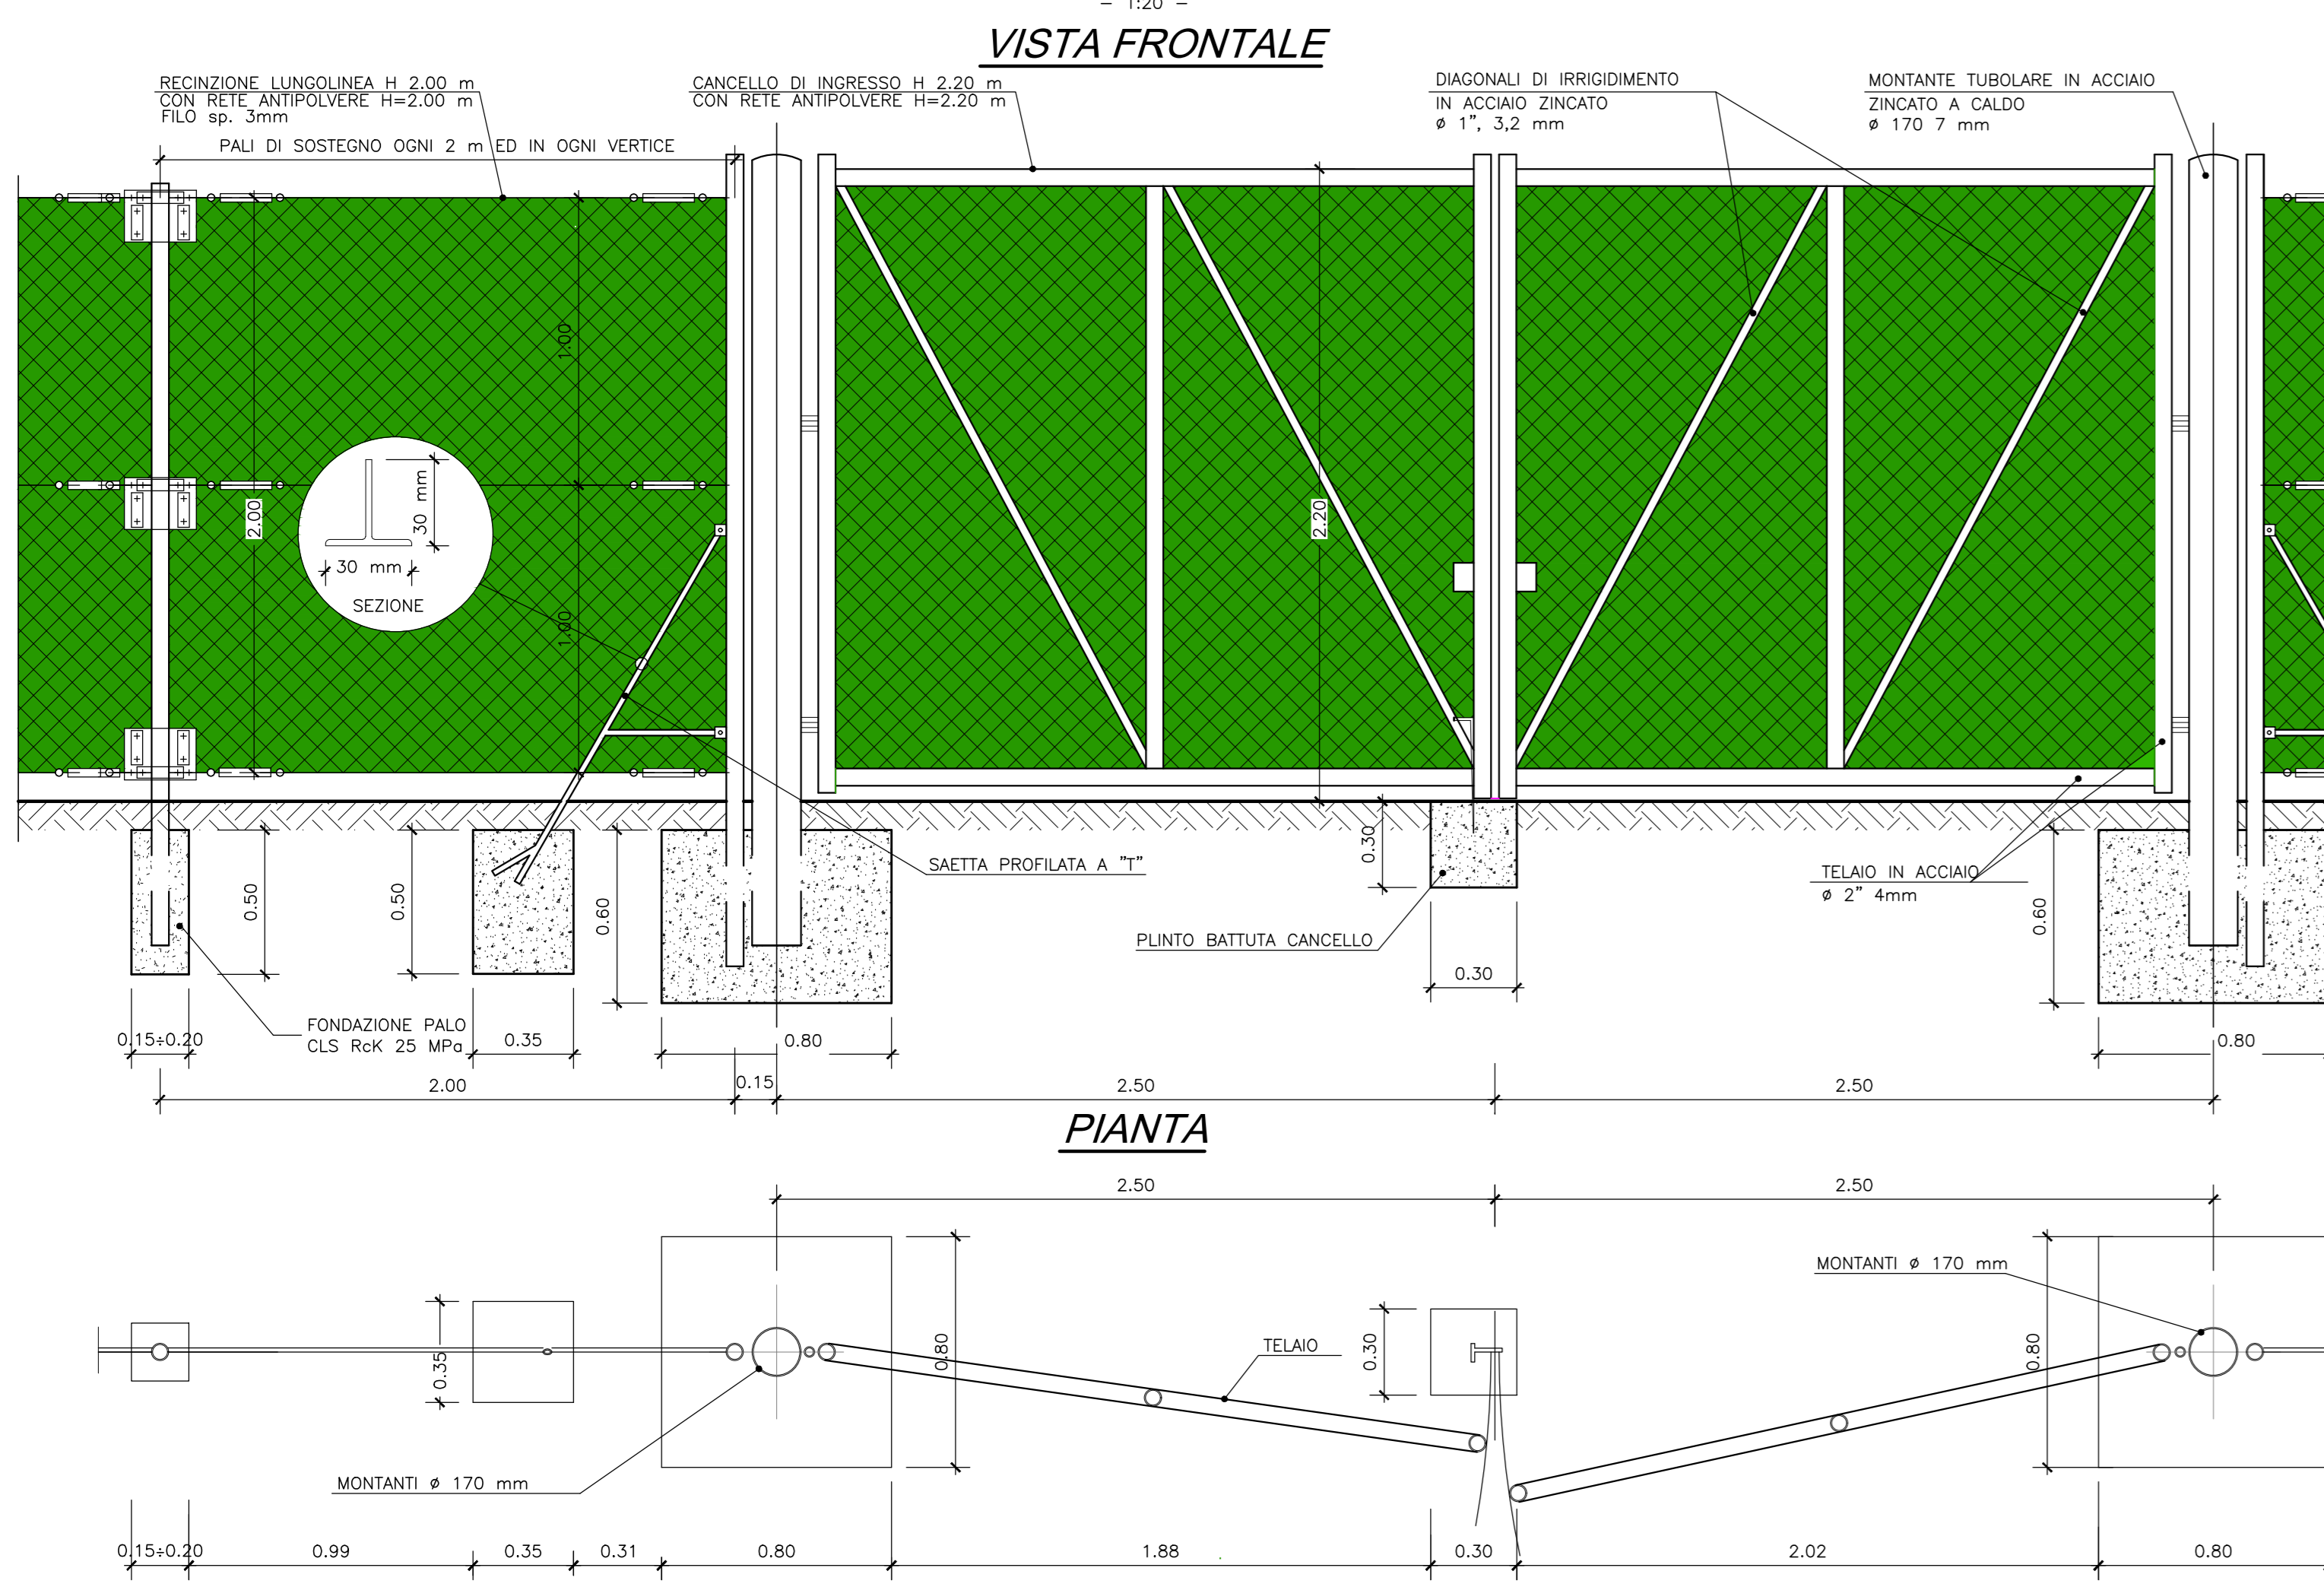 – 1:20 –
VISTA FRONTALE
RECINZIONE LUNGOLINEA H 2.00 m
CON RETE ANTIPOLVERE H=2.00 m
FILO sp. 3mm
PALI DI SOSTEGNO OGNI 2 m ED IN OGNI VERTICE
CANCELLO DI INGRESSO H 2.20 m
CON RETE ANTIPOLVERE H=2.20 m
DIAGONALI DI IRRIGIDIMENTO
IN ACCIAIO ZINCATO
ø 1", 3,2 mm
MONTANTE TUBOLARE IN ACCIAIO
ZINCATO A CALDO
ø 170 7 mm
1.00
2.00
30 mm
30 mm
SEZIONE
1.00
2.20
0.50
0.50
0.60
SAETTA PROFILATA A "T"
0.30
PLINTO BATTUTA CANCELLO
0.30
TELAIO IN ACCIAIO
ø 2" 4mm
0.60
FONDAZIONE PALO
CLS RcK 25 MPa
0.15÷0.20
0.35
0.80
0.80
2.00
0.15
2.50
2.50
PIANTA
2.50
2.50
MONTANTI ø 170 mm
0.35
0.80
TELAIO
0.30
0.80
MONTANTI ø 170 mm
0.15÷0.20
0.99
0.35
0.31
0.80
1.88
0.30
2.02
0.80